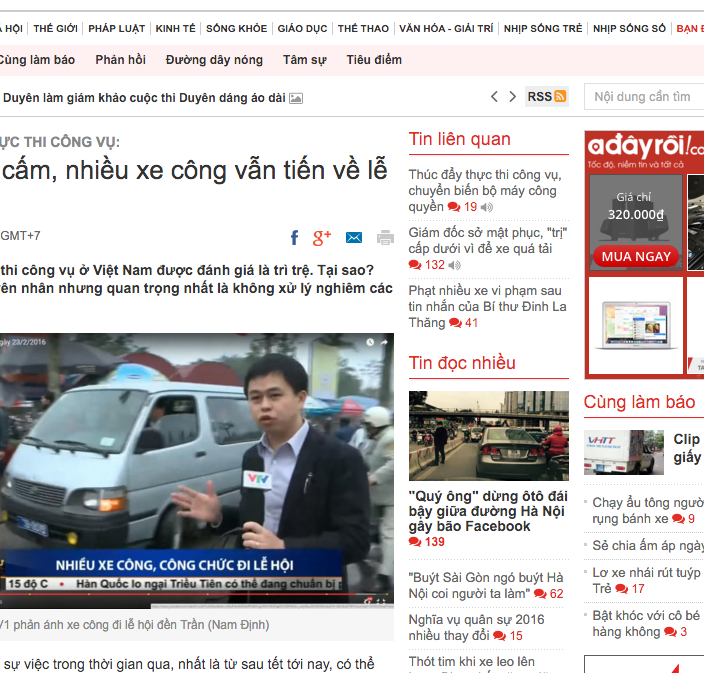 HỘI THẾ GIỚI PHÁP LUẬT KINH TẾ SỐNG KHỎE GIÁO DỤC THỂ THAO VĂN HÓA - GIẢI TRÍ NHỊP SỐNG TRẺ NHỊP SỐNG SỐ BẠN
Cùng làm báo Phản hồi Đường dây nóng Tâm sự Tiêu điểm
Duyên làm giám khảo cuộc thi Duyên dáng áo dài
RSS
Nội dung cần tìm
ỰC THI CÔNG VỤ:
cấm, nhiều xe công vẫn tiến về lễ
GMT+7
f g+
thi công vụ ở Việt Nam được đánh giá là trì trệ. Tại sao?
nhân nhưng quan trọng nhất là không xử lý nghiêm các
ngày 23/2/2016
VTV
NHIỀU XE CÔNG, CÔNG CHỨC ĐI LỄ HỘI
15 độ C • Hàn Quốc lo ngại Triều Tiên có thể đang chuẩn bị
V1 phản ánh xe công đi lễ hội đền Trần (Nam Định)
sự việc trong thời gian qua, nhất là từ sau tết tới nay, có thể
Tin liên quan
Thúc đẩy thực thi công vụ,
chuyển biến bộ máy công
quyền 19
Giám đốc sở mật phục, "trị"
cấp dưới vì để xe quá tải
132
Phạt nhiều xe vi phạm sau
tin nhắn của Bí thư Đinh La
Thăng 41
Tin đọc nhiều
"Quý ông" dừng ôtô đái
bậy giữa đường Hà Nội
gây bão Facebook
139
"Buýt Sài Gòn ngó buýt Hà
Nội coi người ta làm" 62
Nghĩa vụ quân sự 2016
nhiều thay đổi 15
Thót tim khi xe leo lên
adâyrồi!.co
Tốc độ, niềm tin và tất cả
Giá chỉ
320.000₫
MUA NGAY
Cùng làm báo
VHTT
Clip
giấy
Chạy ẩu tông người
rụng bánh xe 9
Sẻ chia ấm áp ngày
Lơ xe nhái rút tuýp
Trẻ 17
Bật khóc với cô bé
hàng không 3